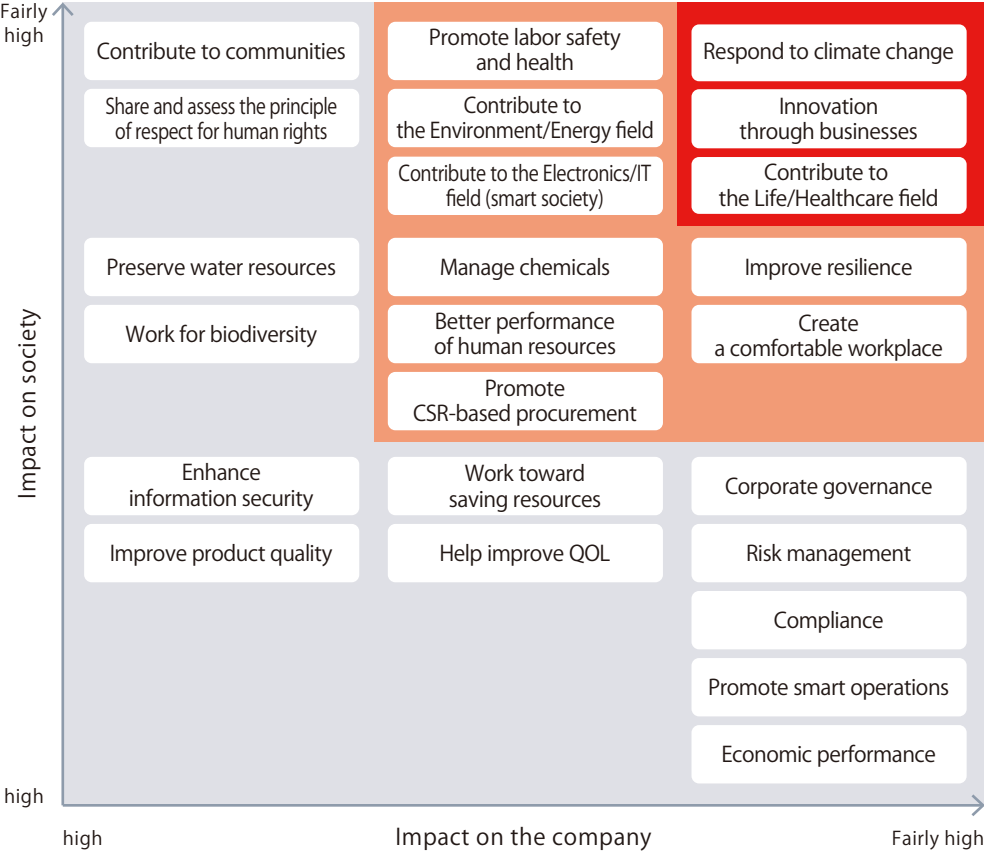 Fairly
high
Contribute to communities
Promote labor safety
and health
Respond to climate change
Share and assess the principle
of respect for human rights
Contribute to
the Environment/Energy field
Innovation
through businesses
Contribute to the Electronics/IT
field (smart society)
Contribute to
the Life/Healthcare field
Preserve water resources
Manage chemicals
Improve resilience
Work for biodiversity
Better performance
of human resources
Create
a comfortable workplace
Promote
CSR-based procurement
Impact on society
Enhance
information security
Work toward
saving resources
Corporate governance
Improve product quality
Help improve QOL
Risk management
Compliance
Promote smart operations
Economic performance
high
high
Impact on the company
Fairly high